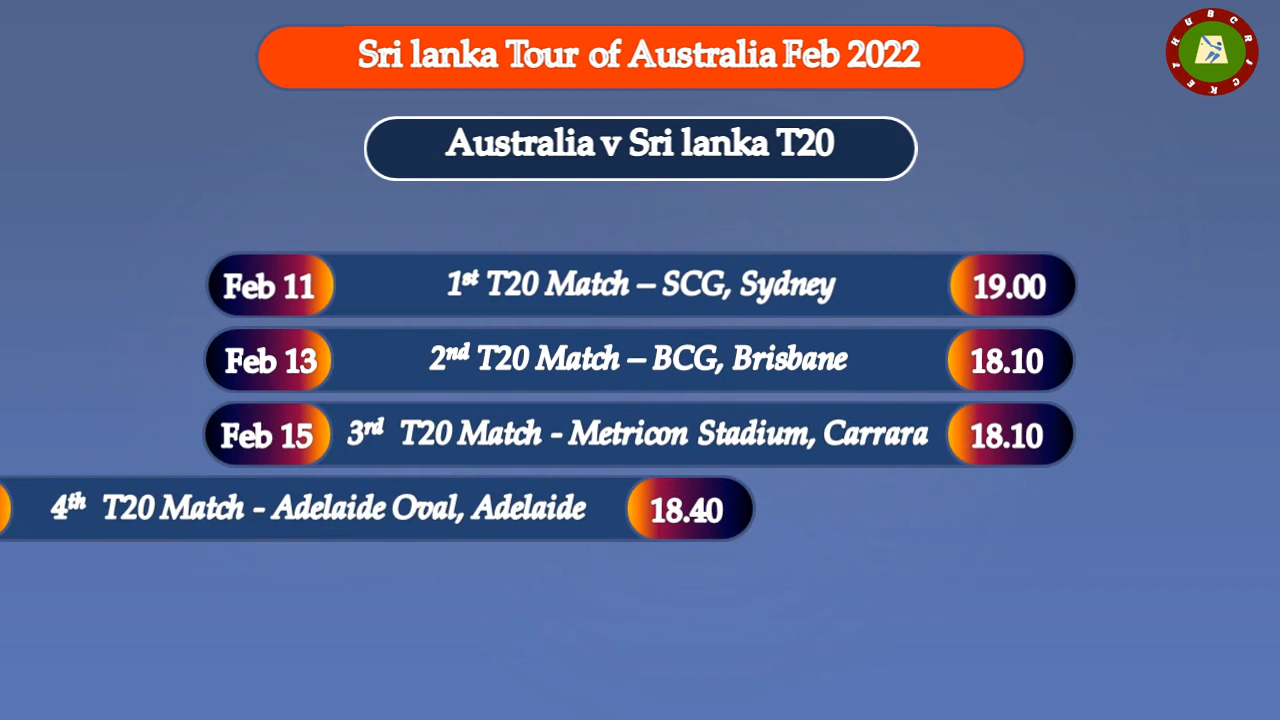 Sri lanka Tour of Australia Feb 2022
HUBCRICKET
Australia v Sri lanka T20
Feb 11 1st T20 Match – SCG, Sydney 19.00
Feb 13 2nd T20 Match – BCG, Brisbane 18.10
Feb 15 3rd T20 Match - Metricon Stadium, Carrara 18.10
4th T20 Match - Adelaide Oval, Adelaide 18.40